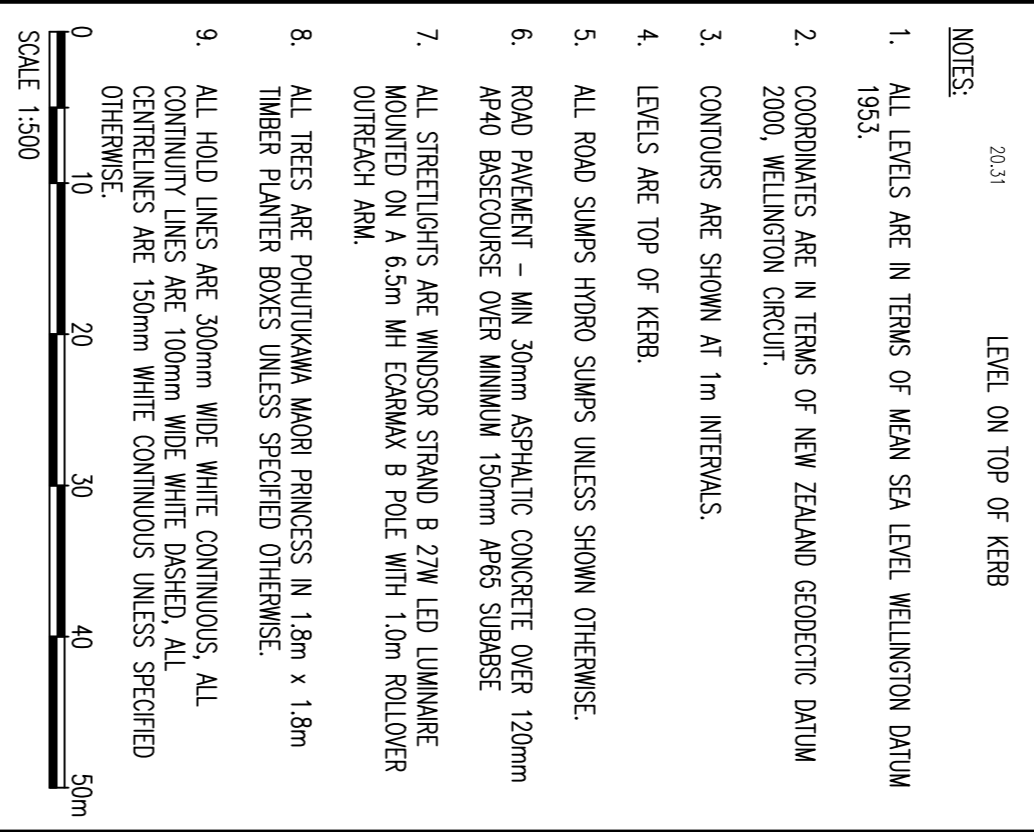 20.31 LEVEL ON TOP OF KERB
NOTES:
1. ALL LEVELS ARE IN TERMS OF MEAN SEA LEVEL WELLINGTON DATUM
1953.
2. COORDINATES ARE IN TERMS OF NEW ZEALAND GEODECTIC DATUM
2000, WELLINGTON CIRCUIT.
3. CONTOURS ARE SHOWN AT 1m INTERVALS.
4. LEVELS ARE TOP OF KERB.
5. ALL ROAD SUMPS HYDRO SUMPS UNLESS SHOWN OTHERWISE.
6. ROAD PAVEMENT – MIN 30mm ASPHALTIC CONCRETE OVER 120mm
AP40 BASECOURSE OVER MINIMUM 150mm AP65 SUBABSE
7. ALL STREETLIGHTS ARE WINDSOR STRAND B 27W LED LUMINAIRE
MOUNTED ON A 6.5m MH ECARMAX B POLE WITH 1.0m ROLLOVER
OUTREACH ARM.
8. ALL TREES ARE POHUTUKAWA MAORI PRINCESS IN 1.8m x 1.8m
TIMBER PLANTER BOXES UNLESS SPECIFIED OTHERWISE.
9. ALL HOLD LINES ARE 300mm WIDE WHITE CONTINUOUS, ALL
CONTINUITY LINES ARE 100mm WIDE WHITE DASHED, ALL
CENTRELINES ARE 150mm WHITE CONTINUOUS UNLESS SPECIFIED
OTHERWISE.
0 10 20 30 40 50m
SCALE 1:500